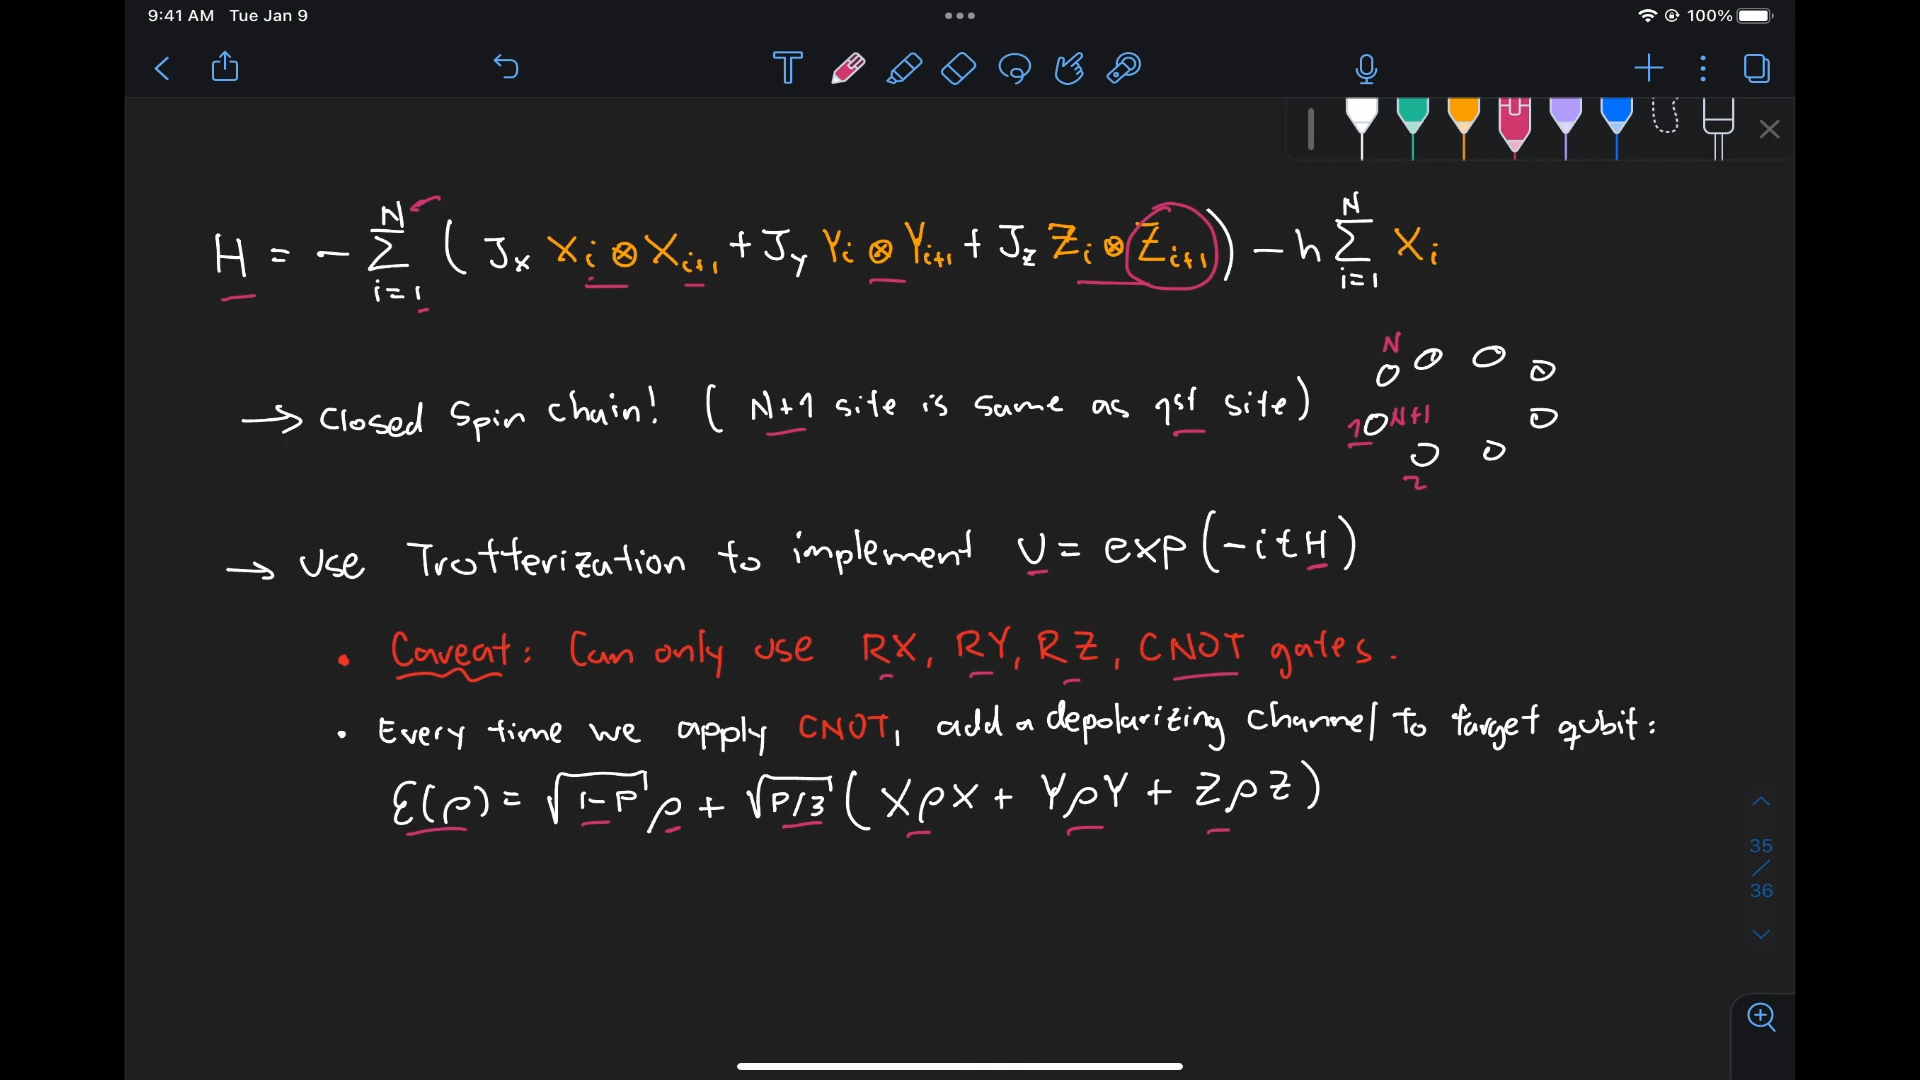 9:41 AM Tue Jan 9
100%
H = - ∑_{i=1}^{N} ( J_x X_i ⊗ X_{i+1} + J_y Y_i ⊗ Y_{i+1} + J_z Z_i ⊗ Z_{i+1} ) - h ∑_{i=1}^{N} X_i
→ Closed Spin chain! ( N+1 site is same as 1st site )
N
1 N+1
2
→ Use Trotterization to implement U = exp(-itH)
• Caveat: Can only use RX, RY, RZ, CNOT gates.
• Every time we apply CNOT, add a depolarizing channel to target qubit:
ℰ(ρ) = √(1-P) ρ + √(P/3) ( XρX + YρY + ZρZ )
35
/
36